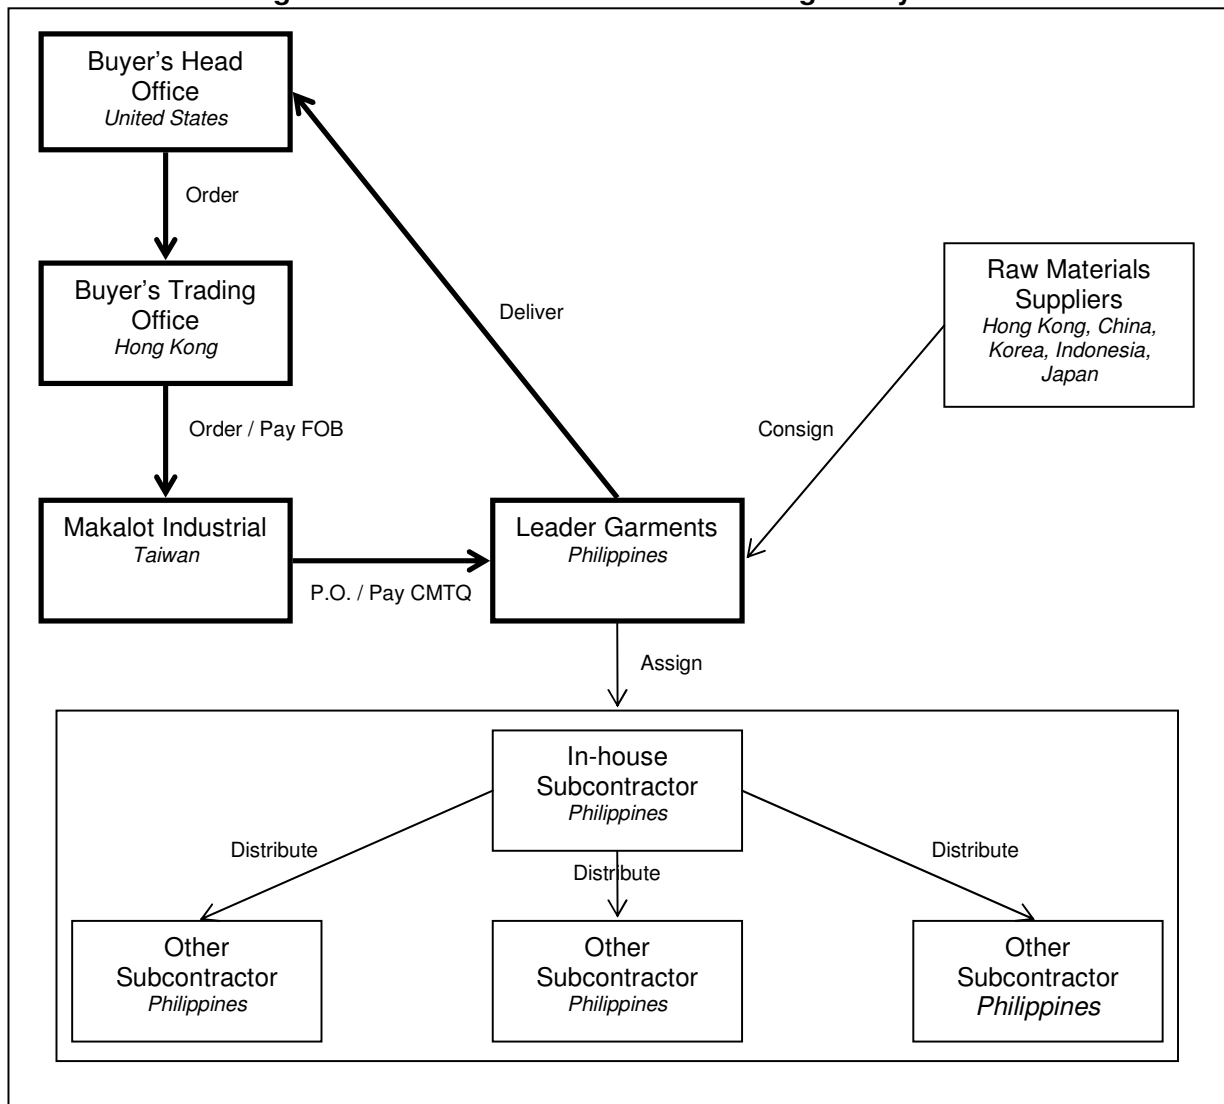 Buyer's Head
Office
United States
Order
Buyer's Trading
Office
Hong Kong
Deliver
Raw Materials
Suppliers
Hong Kong, China,
Korea, Indonesia,
Japan
Order / Pay FOB
Consign
Makalot Industrial
Taiwan
Leader Garments
Philippines
P.O. / Pay CMTQ
Assign
In-house
Subcontractor
Philippines
Distribute
Distribute
Distribute
Other
Subcontractor
Philippines
Other
Subcontractor
Philippines
Other
Subcontractor
Philippines